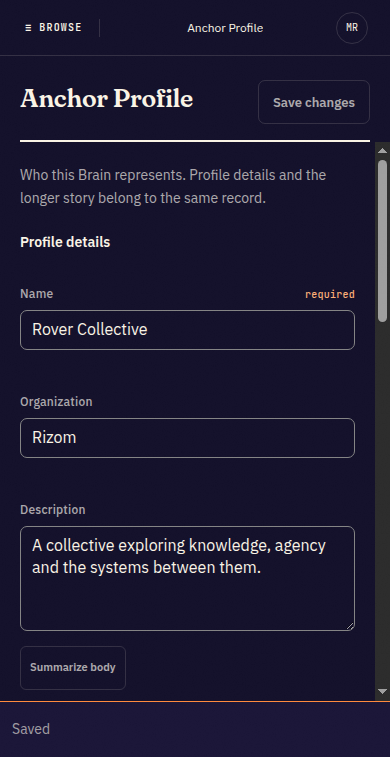 ≡ BROWSE
Anchor Profile
MR
Anchor Profile
Save changes
Who this Brain represents. Profile details and the
longer story belong to the same record.
Profile details
Name
required
Rover Collective
Organization
Rizom
Description
A collective exploring knowledge, agency
and the systems between them.
Summarize body
Saved